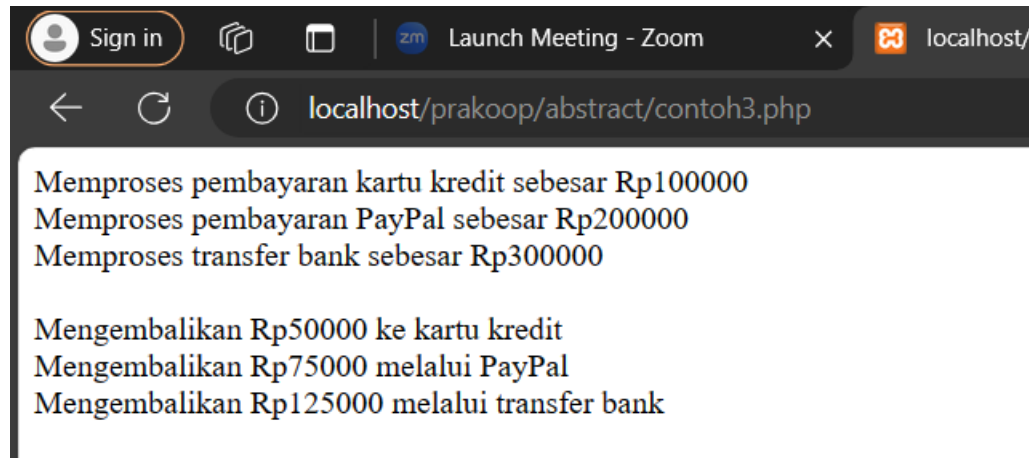 Sign in
zm Launch Meeting - Zoom
localhost/
localhost/prakoop/abstract/contoh3.php
Memproses pembayaran kartu kredit sebesar Rp100000
Memproses pembayaran PayPal sebesar Rp200000
Memproses transfer bank sebesar Rp300000
Mengembalikan Rp50000 ke kartu kredit
Mengembalikan Rp75000 melalui PayPal
Mengembalikan Rp125000 melalui transfer bank